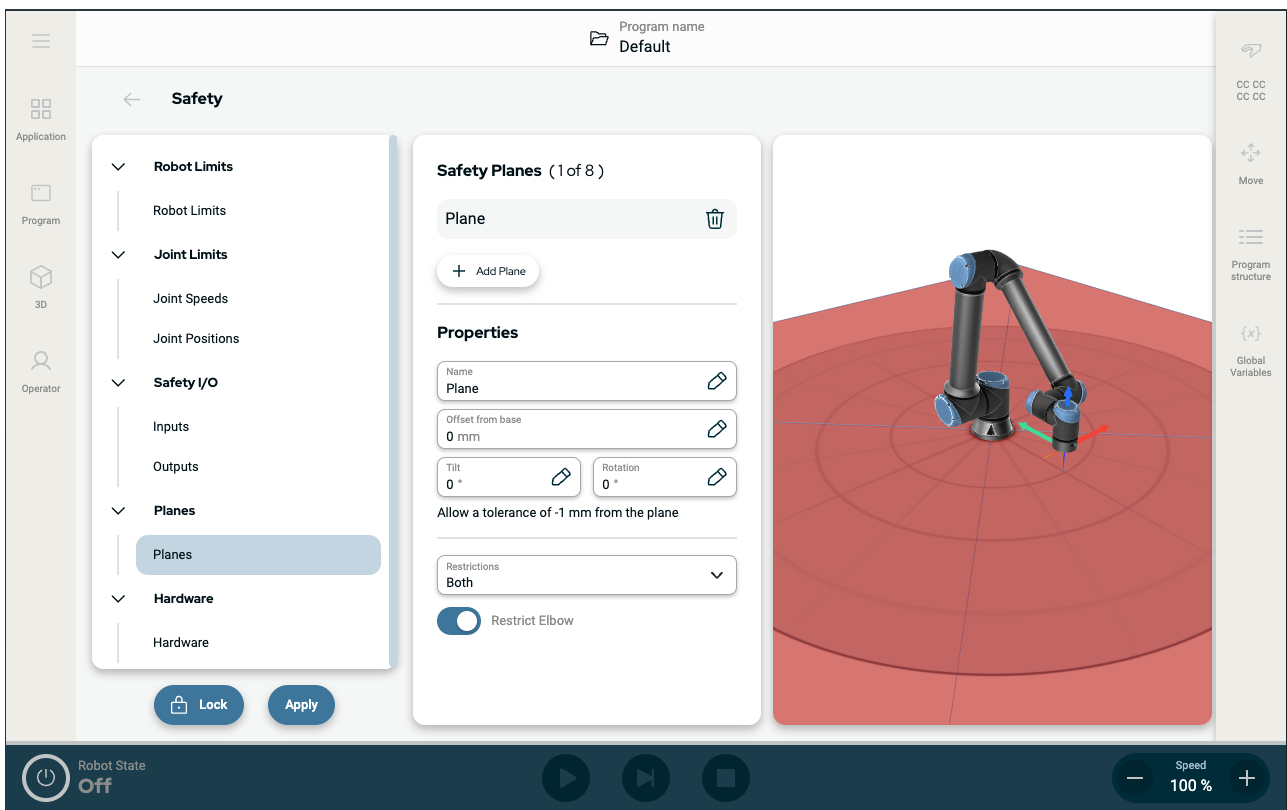 Program name
Default
Application
Program
3D
Operator
Safety
Robot Limits
Robot Limits
Joint Limits
Joint Speeds
Joint Positions
Safety I/O
Inputs
Outputs
Planes
Planes
Hardware
Hardware
Lock
Apply
Safety Planes ( 1 of 8 )
Plane
Add Plane
Properties
Name
Plane
Offset from base
0 mm
Tilt
0 °
Rotation
0 °
Allow a tolerance of -1 mm from the plane
Restrictions
Both
Restrict Elbow
CC CC
CC CC
Move
Program
structure
{x}
Global
Variables
Robot State
Off
Speed
100 %